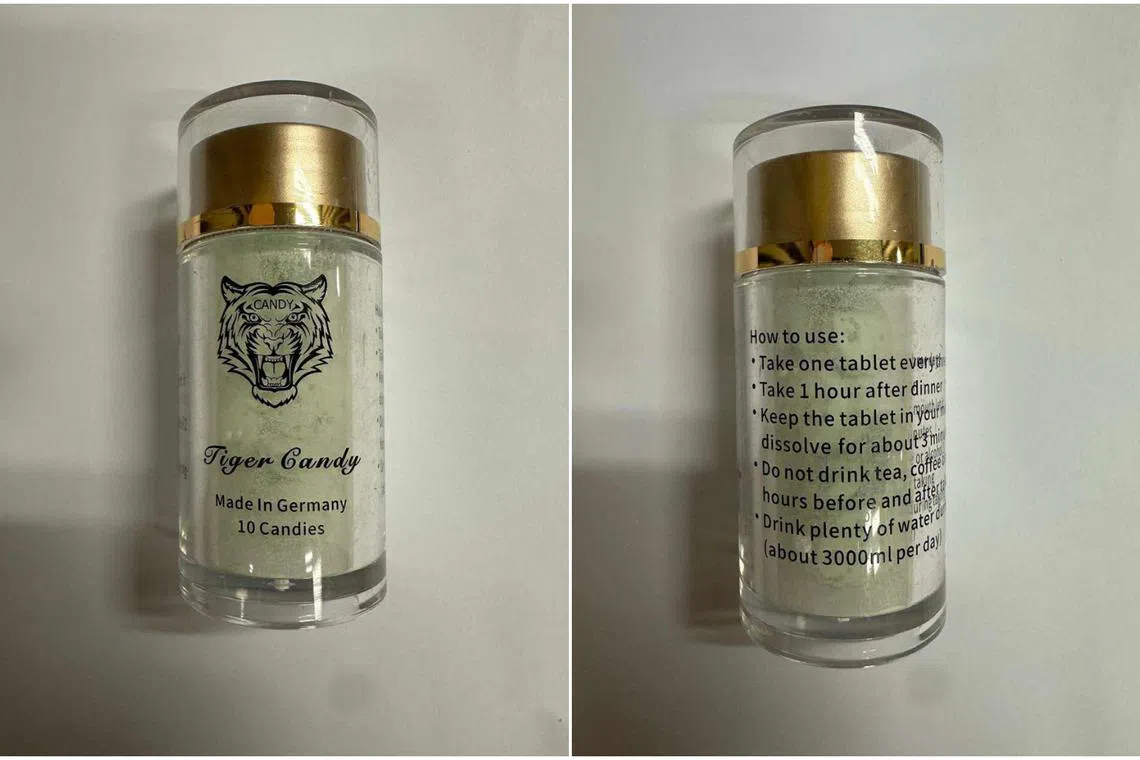 CANDY
Tiger Candy
Made In Germany
10 Candies
How to use:
• Take one tablet every
• Take 1 hour after dinner
• Keep the tablet in your
dissolve for about 3
• Do not drink tea, coffee
hours before and after
• Drink plenty of water
(about 3000ml per day)